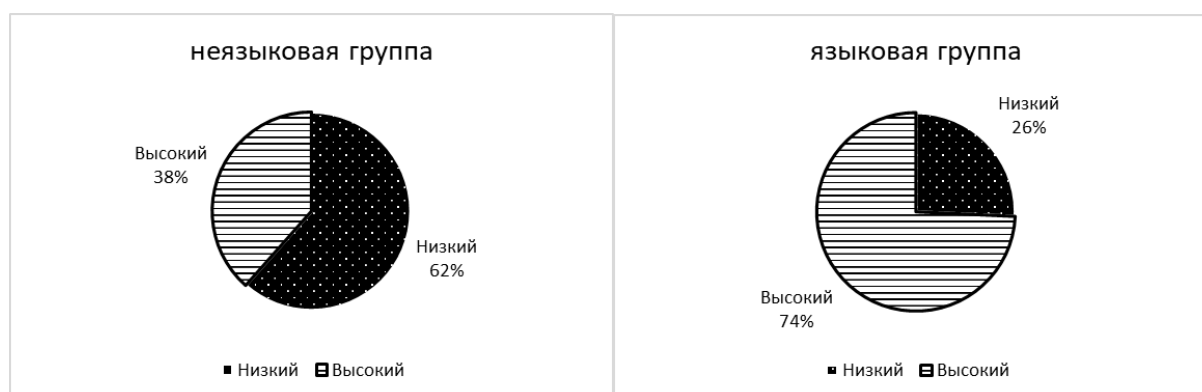 неязыковая группа
Высокий
38%
Низкий
62%
Низкий Высокий
языковая группа
Низкий
26%
Высокий
74%
Низкий Высокий